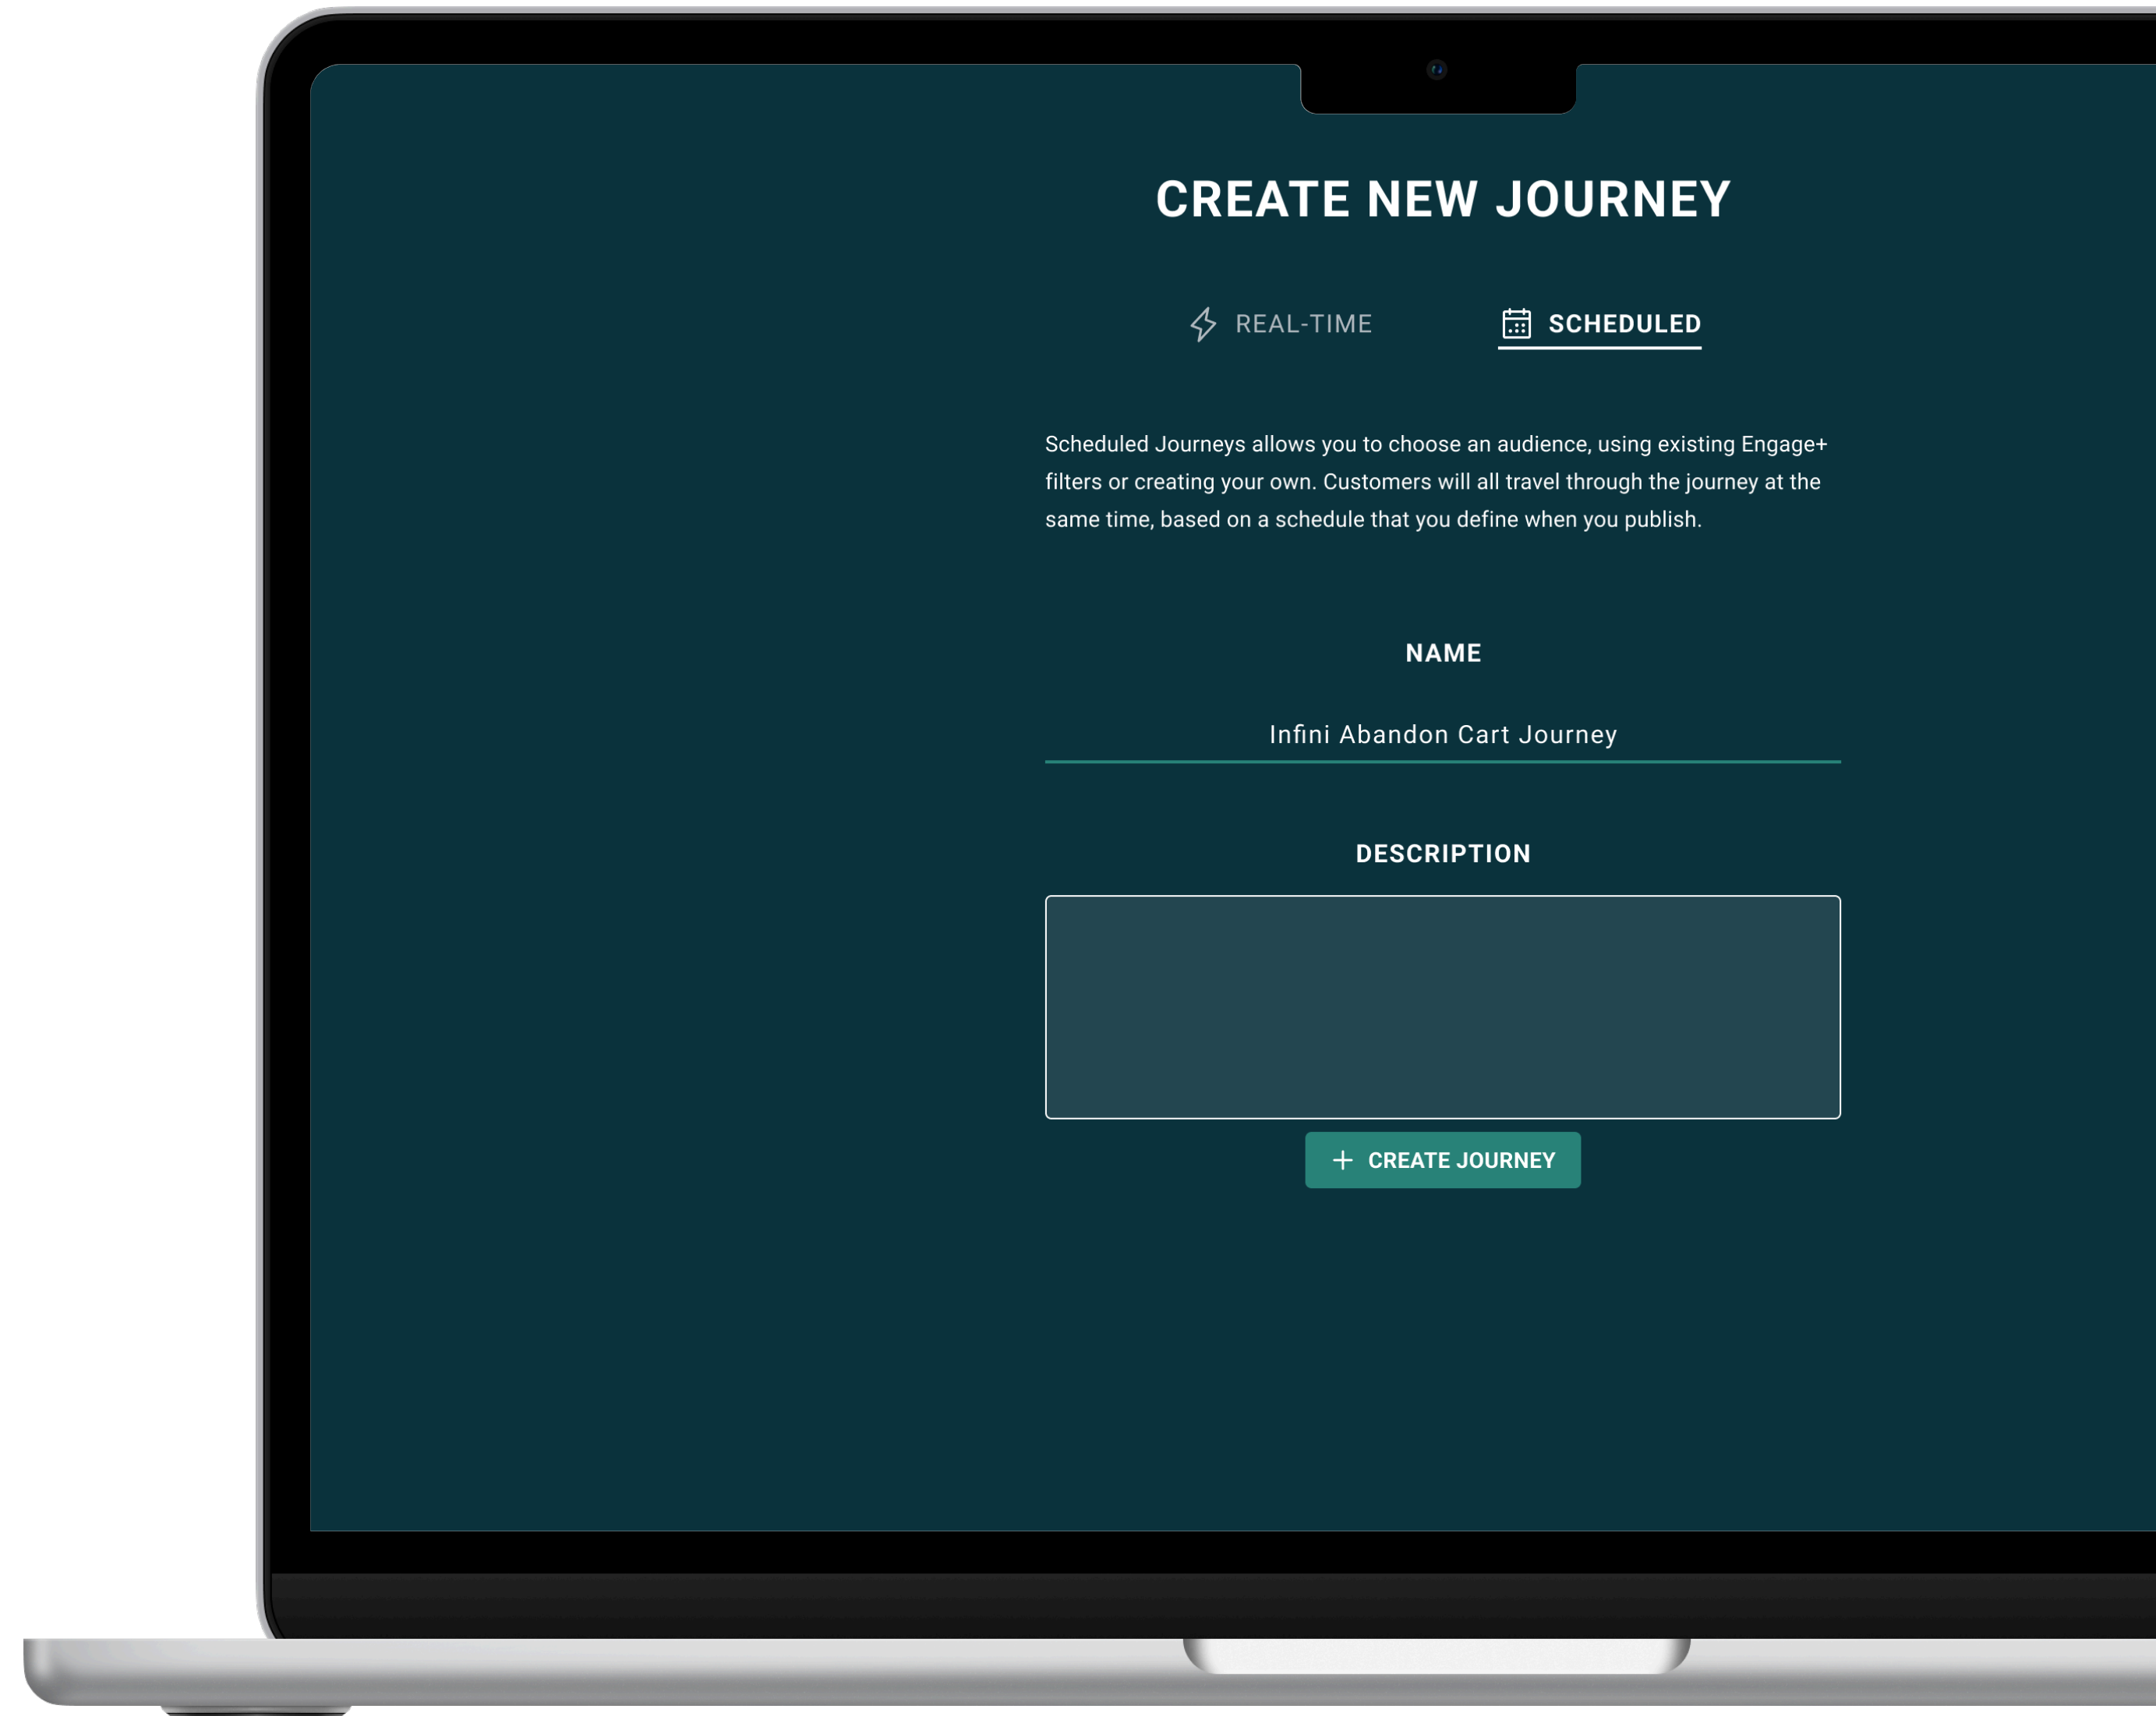 CREATE NEW JOURNEY
REAL-TIME
SCHEDULED
Scheduled Journeys allows you to choose an audience, using existing Engage+
filters or creating your own. Customers will all travel through the journey at the
same time, based on a schedule that you define when you publish.
NAME
Infini Abandon Cart Journey
DESCRIPTION
CREATE JOURNEY